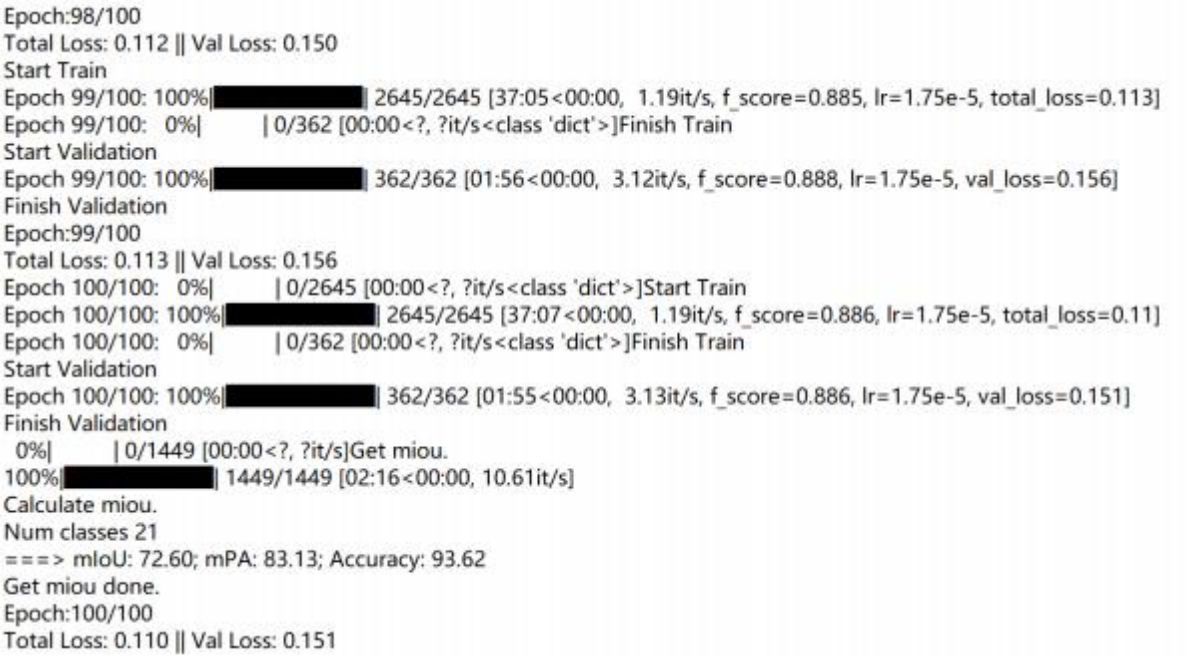 Epoch:98/100
Total Loss: 0.112 || Val Loss: 0.150
Start Train
Epoch 99/100: 100%|██████████| 2645/2645 [37:05<00:00,  1.19it/s, f_score=0.885, lr=1.75e-5, total_loss=0.113]
Epoch 99/100:   0%|          | 0/362 [00:00<?, ?it/s<class 'dict'>]Finish Train
Start Validation
Epoch 99/100: 100%|██████████| 362/362 [01:56<00:00,  3.12it/s, f_score=0.888, lr=1.75e-5, val_loss=0.156]
Finish Validation
Epoch:99/100
Total Loss: 0.113 || Val Loss: 0.156
Epoch 100/100:   0%|          | 0/2645 [00:00<?, ?it/s<class 'dict'>]Start Train
Epoch 100/100: 100%|██████████| 2645/2645 [37:07<00:00,  1.19it/s, f_score=0.886, lr=1.75e-5, total_loss=0.11]
Epoch 100/100:   0%|          | 0/362 [00:00<?, ?it/s<class 'dict'>]Finish Train
Start Validation
Epoch 100/100: 100%|██████████| 362/362 [01:55<00:00,  3.13it/s, f_score=0.886, lr=1.75e-5, val_loss=0.151]
Finish Validation
  0%|          | 0/1449 [00:00<?, ?it/s]Get miou.
100%|██████████| 1449/1449 [02:16<00:00, 10.61it/s]
Calculate miou.
Num classes 21
===> mIoU: 72.60; mPA: 83.13; Accuracy: 93.62
Get miou done.
Epoch:100/100
Total Loss: 0.110 || Val Loss: 0.151